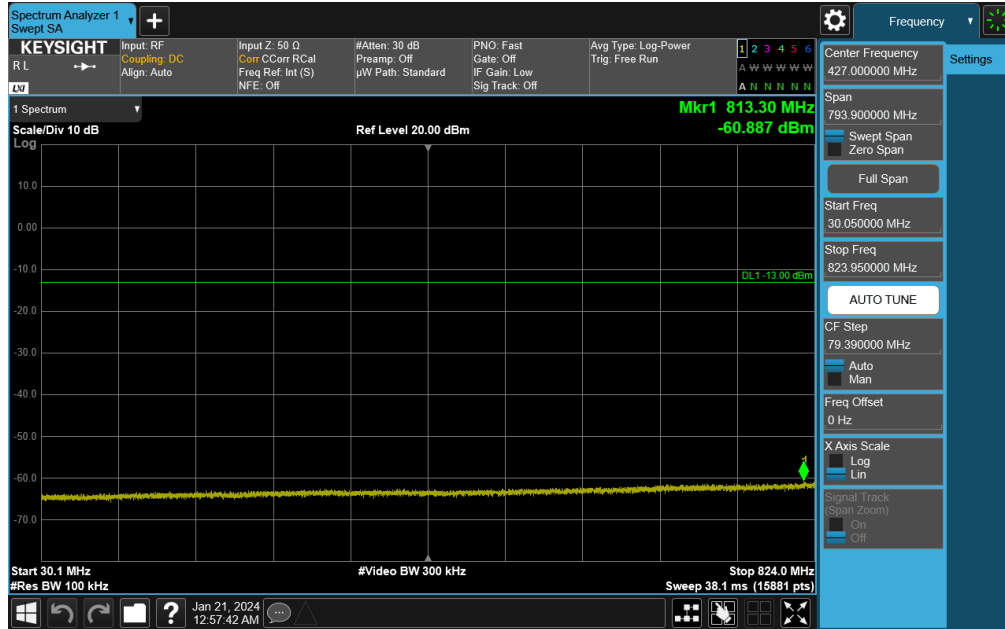 Spectrum Analyzer 1
Swept SA
Frequency
KEYSIGHT
R L
LXI
Input: RF
Coupling: DC
Align: Auto
Input Z: 50 Ω
Corr CCorr RCal
Freq Ref: Int (S)
NFE: Off
#Atten: 30 dB
Preamp: Off
µW Path: Standard
PNO: Fast
Gate: Off
IF Gain: Low
Sig Track: Off
Avg Type: Log-Power
Trig: Free Run
1 2 3 4 5 6
A W W W W W
A N N N N N
1 Spectrum
Scale/Div 10 dB
Log
Ref Level 20.00 dBm
Mkr1 813.30 MHz
-60.887 dBm
10.0
0.00
-10.0
DL1 -13.00 dBm
-20.0
-30.0
-40.0
-50.0
1
-60.0
-70.0
Start 30.1 MHz
#Video BW 300 kHz
Stop 824.0 MHz
#Res BW 100 kHz
Sweep 38.1 ms (15881 pts)
Center Frequency
427.000000 MHz
Settings
Span
793.900000 MHz
Swept Span
Zero Span
Full Span
Start Freq
30.050000 MHz
Stop Freq
823.950000 MHz
AUTO TUNE
CF Step
79.390000 MHz
Auto
Man
Freq Offset
0 Hz
X Axis Scale
Log
Lin
Signal Track
(Span Zoom)
On
Off
?
Jan 21, 2024
12:57:42 AM